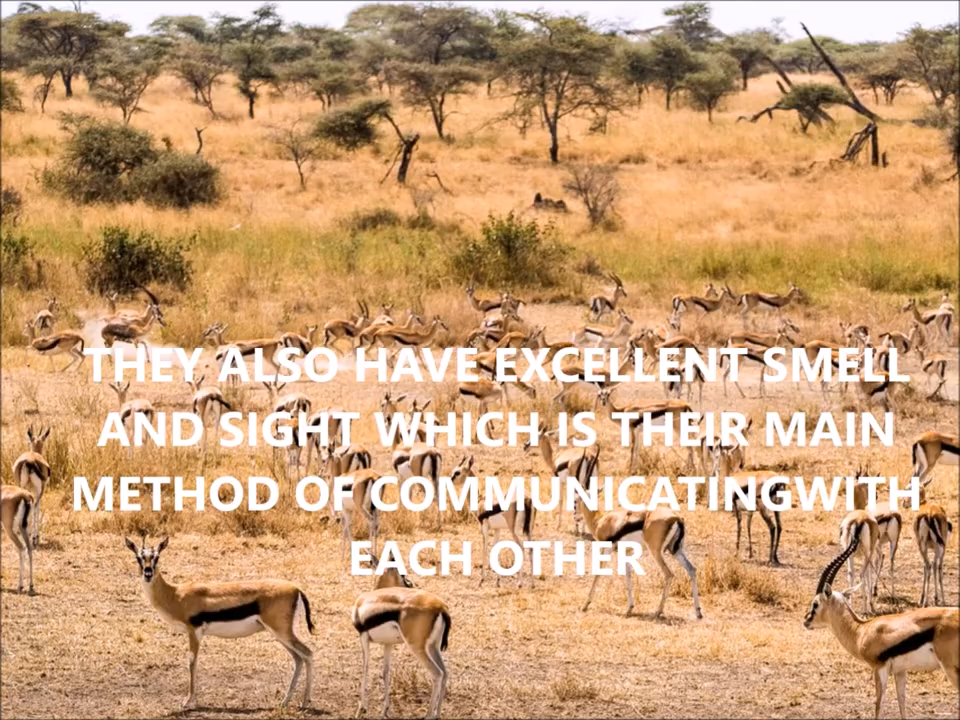 THEY ALSO HAVE EXCELLENT SMELL
AND SIGHT WHICH IS THEIR MAIN
METHOD OF COMMUNICATINGWITH
EACH OTHER